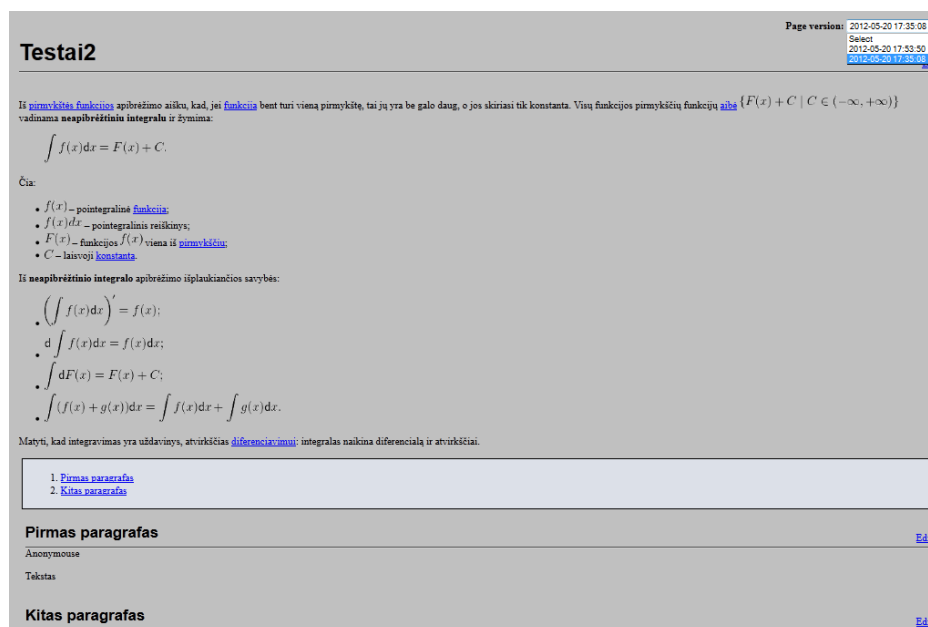 Page version: 2012-05-20 17:35:08
Select
2012-05-20 17:53:50
2012-05-20 17:35:08
Testai2
Iš pirmykštės funkcijos apibrėžimo aišku, kad, jei funkcija bent turi vieną pirmykštę, tai jų yra be galo daug, o jos skiriasi tik konstanta. Visų funkcijos pirmykščių funkcijų aibė {F(x) + C | C ∈ (−∞, +∞)}
vadinama neapibrėžtiniu integralu ir žymima:
∫ f(x)dx = F(x) + C.
Čia:
• f(x) – pointegralinė funkcija;
• f(x)dx – pointegralinis reiškinys;
• F(x) – funkcijos f(x) viena iš pirmykščių;
• C – laisvoji konstanta.
Iš neapibrėžtinio integralo apibrėžimo išplaukiančios savybės:
• (∫ f(x)dx)′ = f(x);
• d ∫ f(x)dx = f(x)dx;
• ∫ dF(x) = F(x) + C;
• ∫(f(x) + g(x))dx = ∫ f(x)dx + ∫ g(x)dx.
Matyti, kad integravimas yra uždavinys, atvirkščias diferenciavimui: integralas naikina diferencialą ir atvirkščiai.
1. Pirmas paragrafas
2. Kitas paragrafas
Pirmas paragrafas
Ed
Anonymouse
Tekstas
Kitas paragrafas
Ed